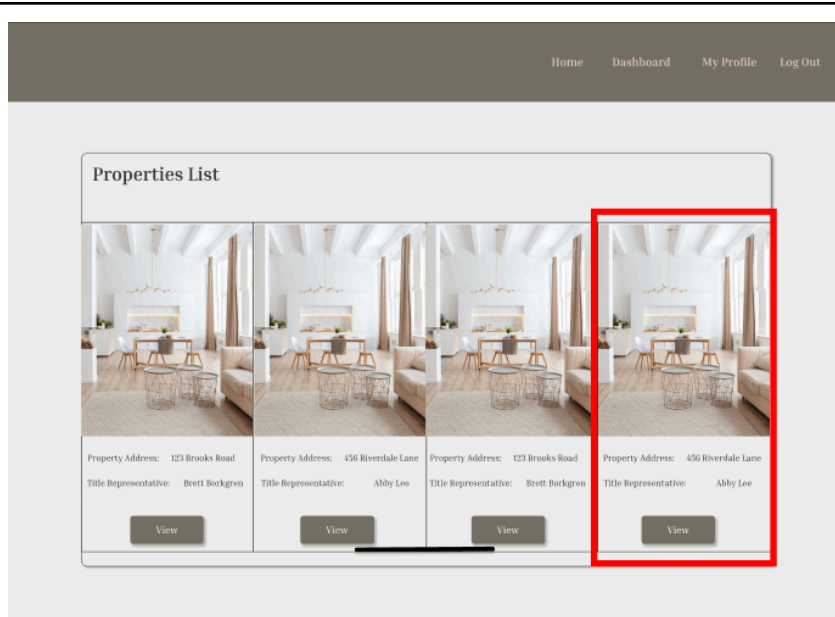 Home Dashboard My Profile Log Out
Properties List
Property Address: 123 Brooks Road
Title Representative: Brett Borkgren
View
Property Address: 456 Riverdale Lane
Title Representative: Abby Lee
View
Property Address: 123 Brooks Road
Title Representative: Brett Borkgren
View
Property Address: 456 Riverdale Lane
Title Representative: Abby Lee
View